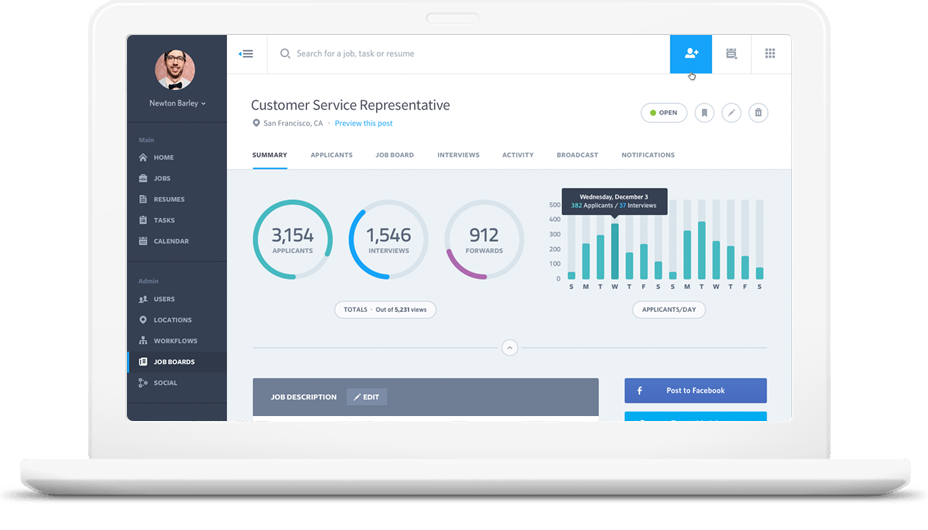 Newton Barley
Main
HOME
JOBS
RESUMES
TASKS
CALENDAR
Admin
USERS
LOCATIONS
WORKFLOWS
JOB BOARDS
SOCIAL
Search for a job, task or resume
Customer Service Representative
San Francisco, CA · Preview this post
OPEN
SUMMARY APPLICANTS JOB BOARD INTERVIEWS ACTIVITY BROADCAST NOTIFICATIONS
3,154
APPLICANTS
1,546
INTERVIEWS
912
FORWARDS
TOTALS - Out of 5,231 views
Wednesday, December 3
382 Applicants / 37 Interviews
500
400
300
200
100
0
S M T W T F S S M T W T F S
APPLICANTS/DAY
JOB DESCRIPTION
EDIT
Post to Facebook